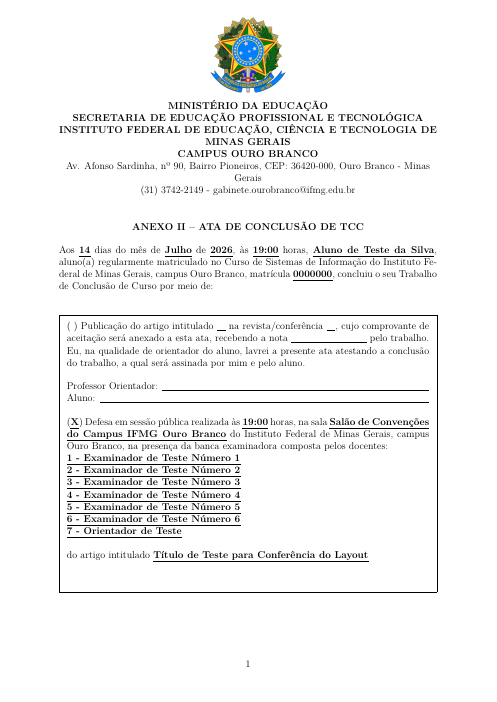 MINISTÉRIO DA EDUCAÇÃO
SECRETARIA DE EDUCAÇÃO PROFISSIONAL E TECNOLÓGICA
INSTITUTO FEDERAL DE EDUCAÇÃO, CIÊNCIA E TECNOLOGIA DE
MINAS GERAIS
CAMPUS OURO BRANCO
Av. Afonso Sardinha, nº 90, Bairro Pioneiros, CEP: 36420-000, Ouro Branco - Minas
Gerais
(31) 3742-2149 - gabinete.ourobranco@ifmg.edu.br
ANEXO II – ATA DE CONCLUSÃO DE TCC
Aos 14 dias do mês de Julho de 2026, às 19:00 horas, Aluno de Teste da Silva,
aluno(a) regularmente matriculado no Curso de Sistemas de Informação do Instituto Fe-
deral de Minas Gerais, campus Ouro Branco, matrícula 0000000, concluiu o seu Trabalho
de Conclusão de Curso por meio de:
( ) Publicação do artigo intitulado __ na revista/conferência __, cujo comprovante de
aceitação será anexado a esta ata, recebendo a nota ______________ pelo trabalho.
Eu, na qualidade de orientador do aluno, lavrei a presente ata atestando a conclusão
do trabalho, a qual será assinada por mim e pelo aluno.
Professor Orientador: ______________
Aluno: ______________
(X) Defesa em sessão pública realizada às 19:00 horas, na sala Salão de Convenções
do Campus IFMG Ouro Branco do Instituto Federal de Minas Gerais, campus
Ouro Branco, na presença da banca examinadora composta pelos docentes:
1 - Examinador de Teste Número 1
2 - Examinador de Teste Número 2
3 - Examinador de Teste Número 3
4 - Examinador de Teste Número 4
5 - Examinador de Teste Número 5
6 - Examinador de Teste Número 6
7 - Orientador de Teste
do artigo intitulado Título de Teste para Conferência do Layout
1